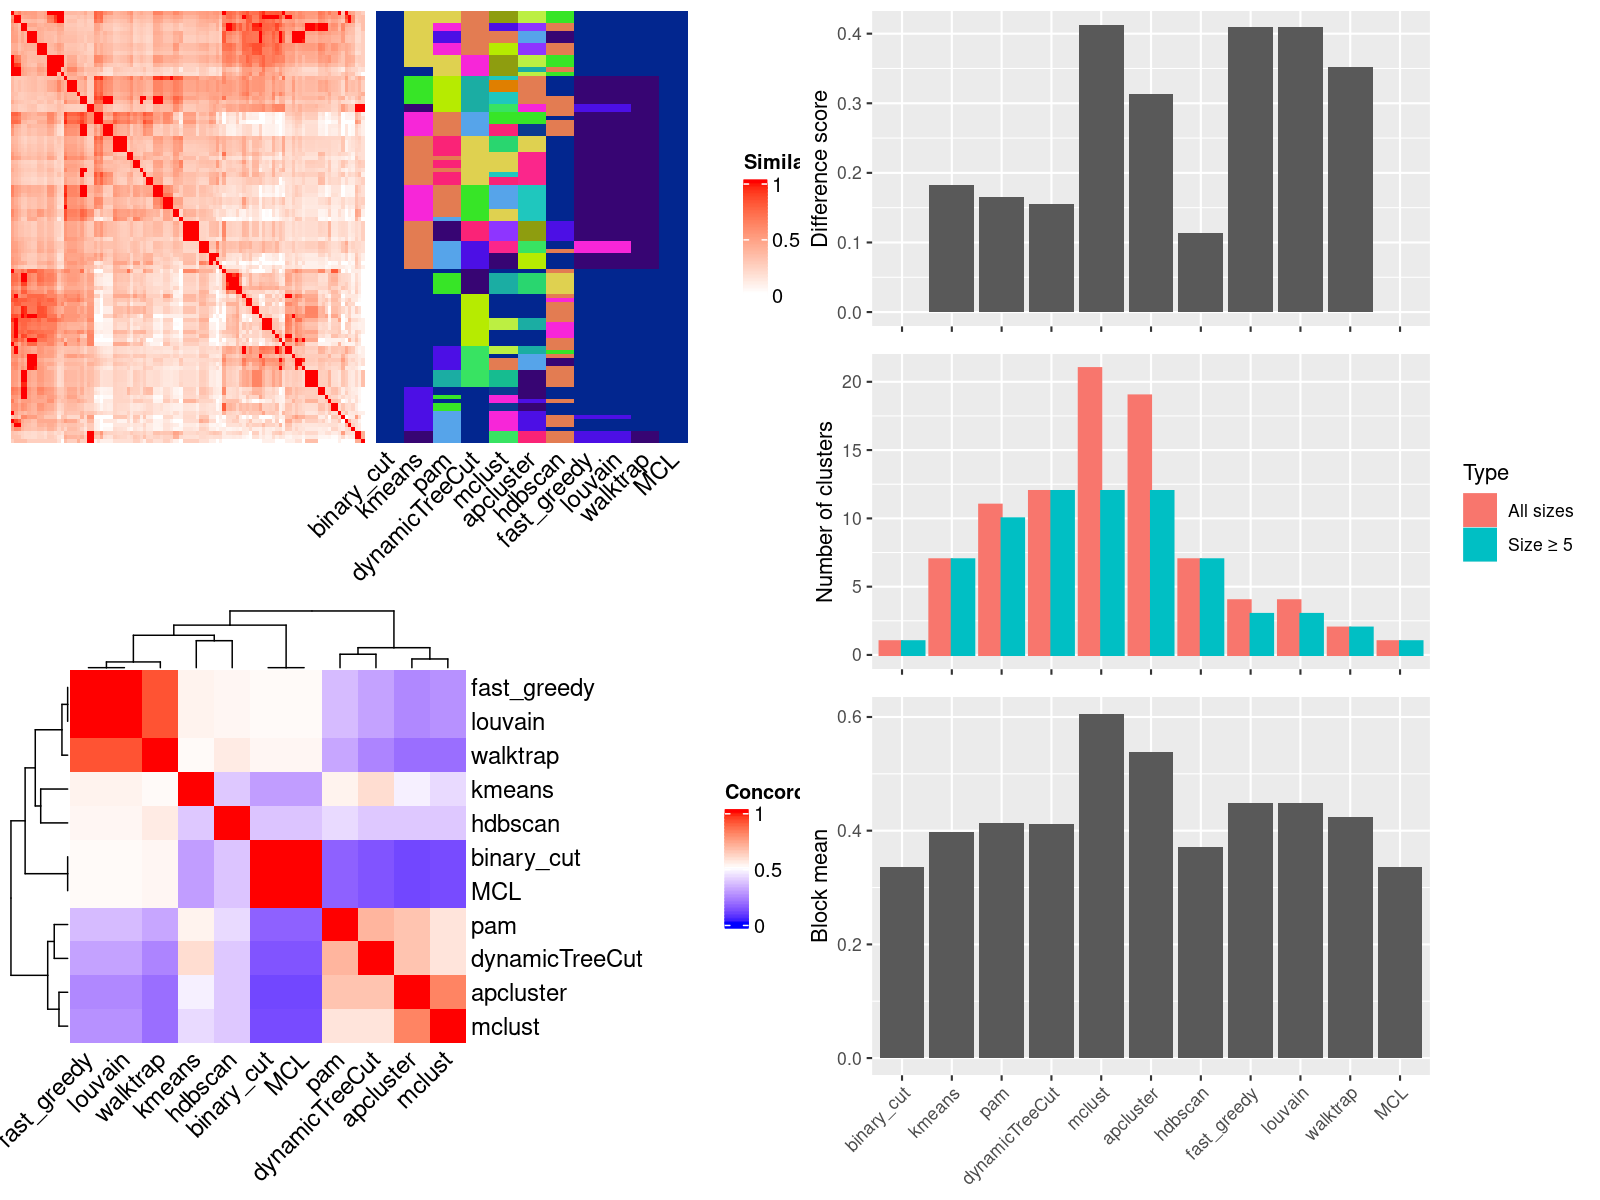 Simila
1
0.5
0
binary_cut
kmeans
pam
dynamicTreeCut
mclust
apcluster
hdbscan
fast_greedy
louvain
walktrap
MCL
fast_greedy
louvain
walktrap
kmeans
hdbscan
binary_cut
MCL
pam
dynamicTreeCut
apcluster
mclust
fast_greedy
louvain
walktrap
kmeans
hdbscan
binary_cut
MCL
pam
dynamicTreeCut
apcluster
mclust
Concord
1
0.5
0
Difference score
0.4
0.3
0.2
0.1
0.0
Number of clusters
20
15
10
5
0
Type
All sizes
Size ≥ 5
Block mean
0.6
0.4
0.2
0.0
binary_cut
kmeans
pam
dynamicTreeCut
mclust
apcluster
hdbscan
fast_greedy
louvain
walktrap
MCL